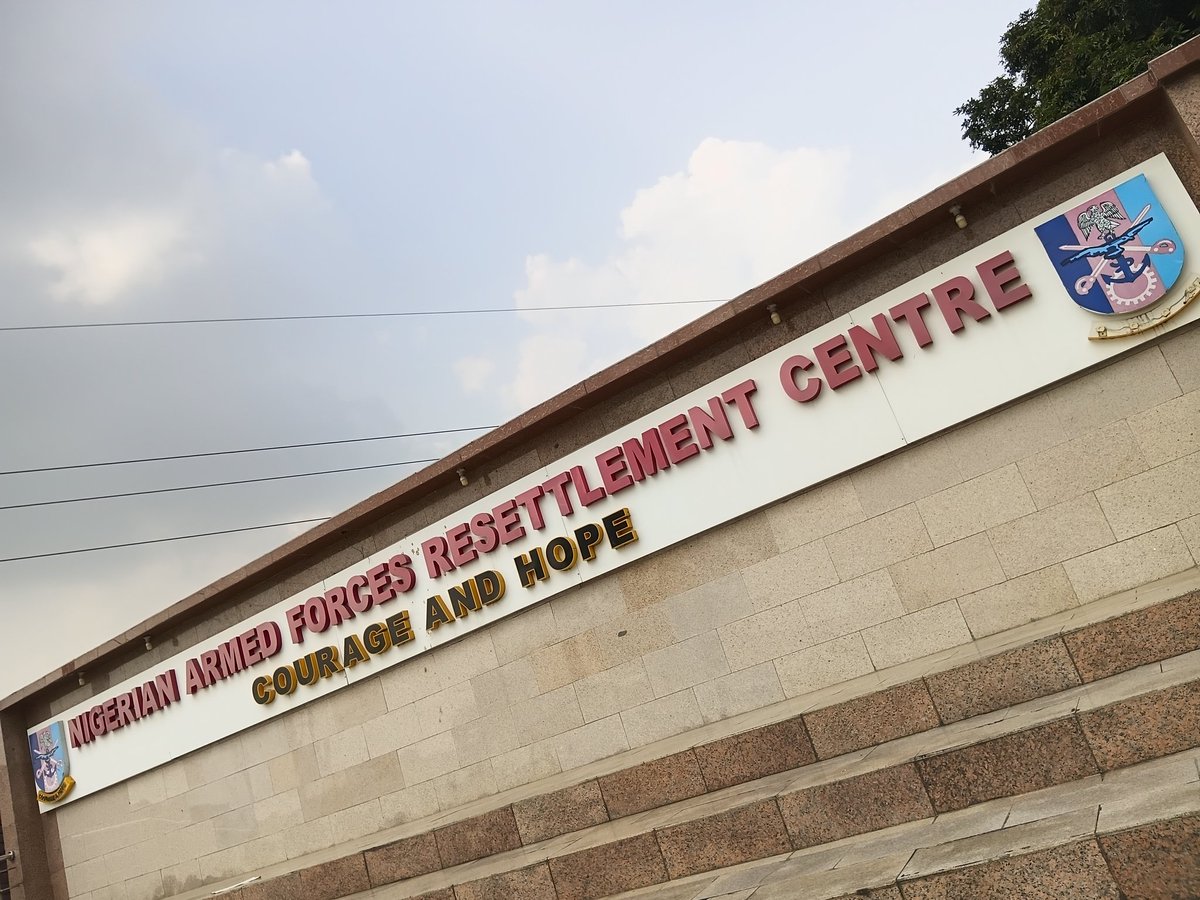 NIGERIAN ARMED FORCES RESETTLEMENT CENTRE
COURAGE AND HOPE